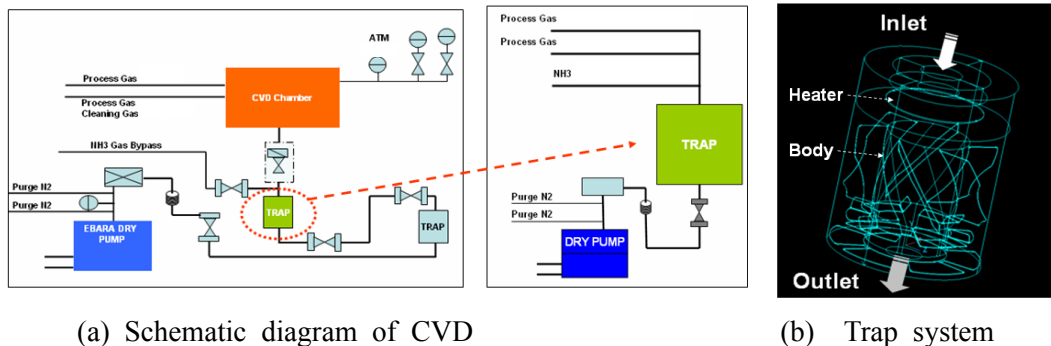 ATM
Process Gas
CVD Chamber
Process Gas
Cleaning Gas
NH3 Gas Bypass
Purge N2
Purge N2
TRAP
TRAP
EBARA DRY
PUMP
Process Gas
Process Gas
NH3
TRAP
Purge N2
Purge N2
DRY PUMP
Inlet
Heater
Body
Outlet
(a) Schematic diagram of CVD
(b) Trap system